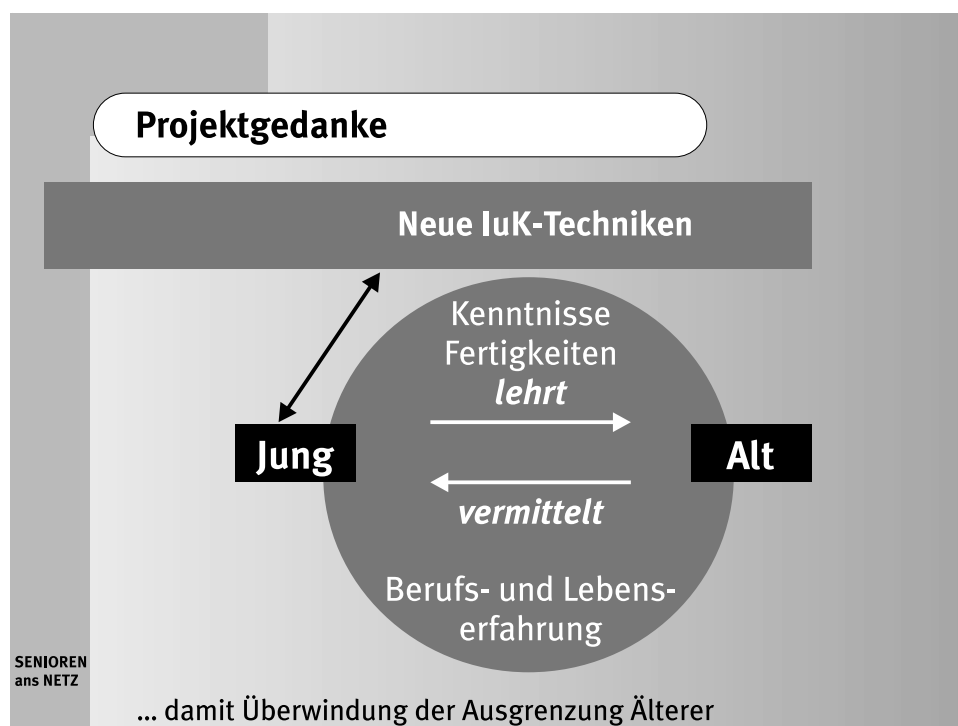 Projektgedanke
Neue IuK-Techniken
Kenntnisse
Fertigkeiten
lehrt
Jung
Alt
vermittelt
Berufs- und Lebens-
erfahrung
SENIOREN
ans NETZ
... damit Überwindung der Ausgrenzung Älterer